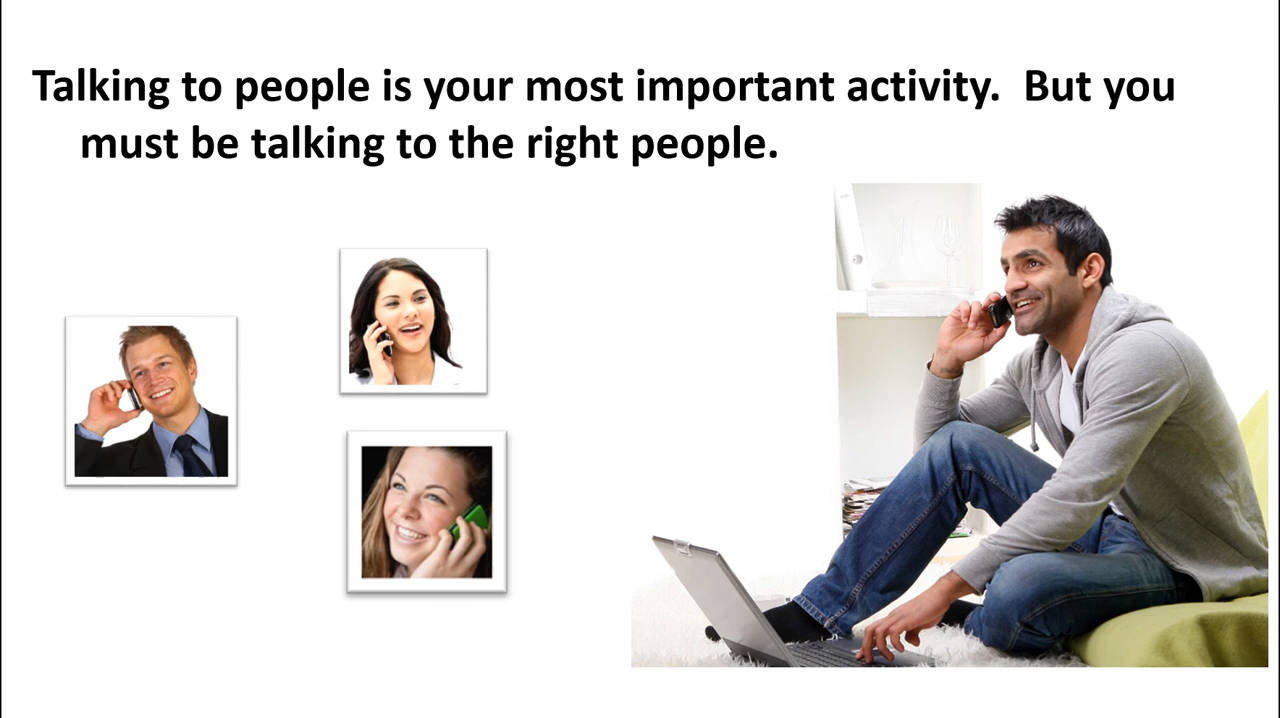 Talking to people is your most important activity.  But you
must be talking to the right people.